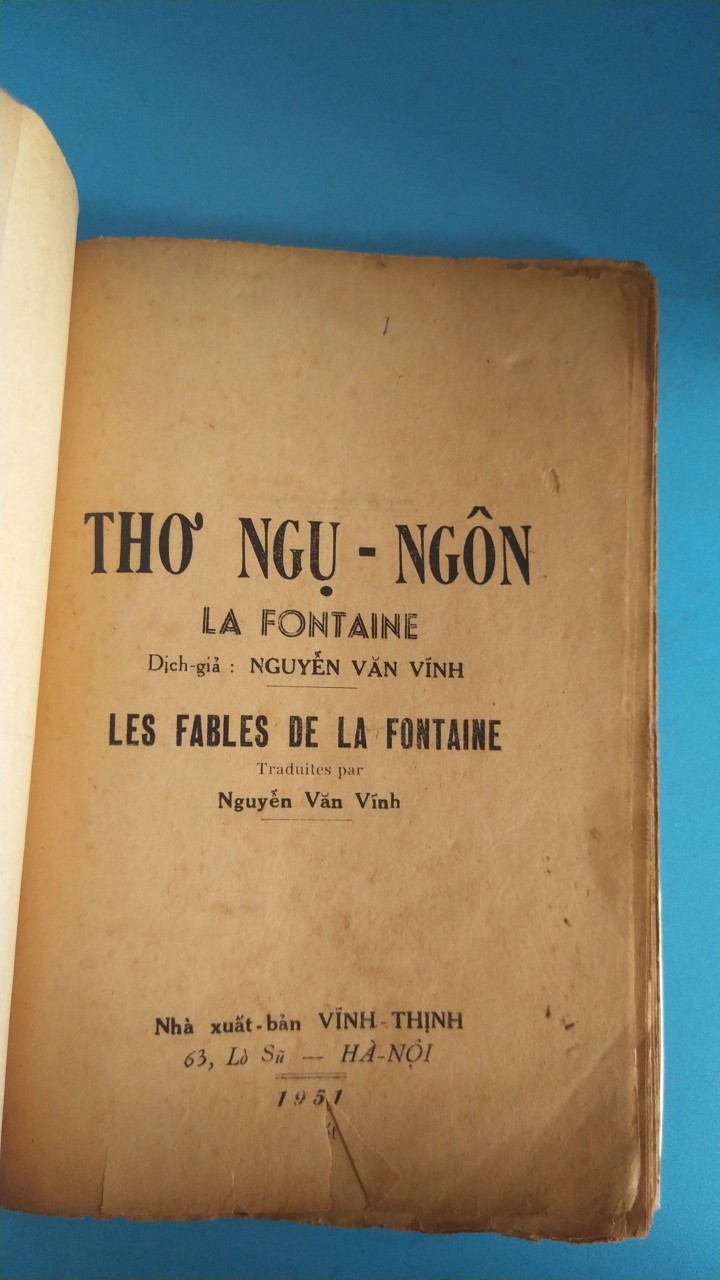 THƠ NGỤ - NGÔN
LA FONTAINE
Dịch-giả : NGUYỄN VĂN VĨNH
LES FABLES DE LA FONTAINE
Traduites par
Nguyễn Văn Vĩnh
Nhà xuất-bản VĨNH-THỊNH
63, Lò Sũ — HÀ-NỘI
1951